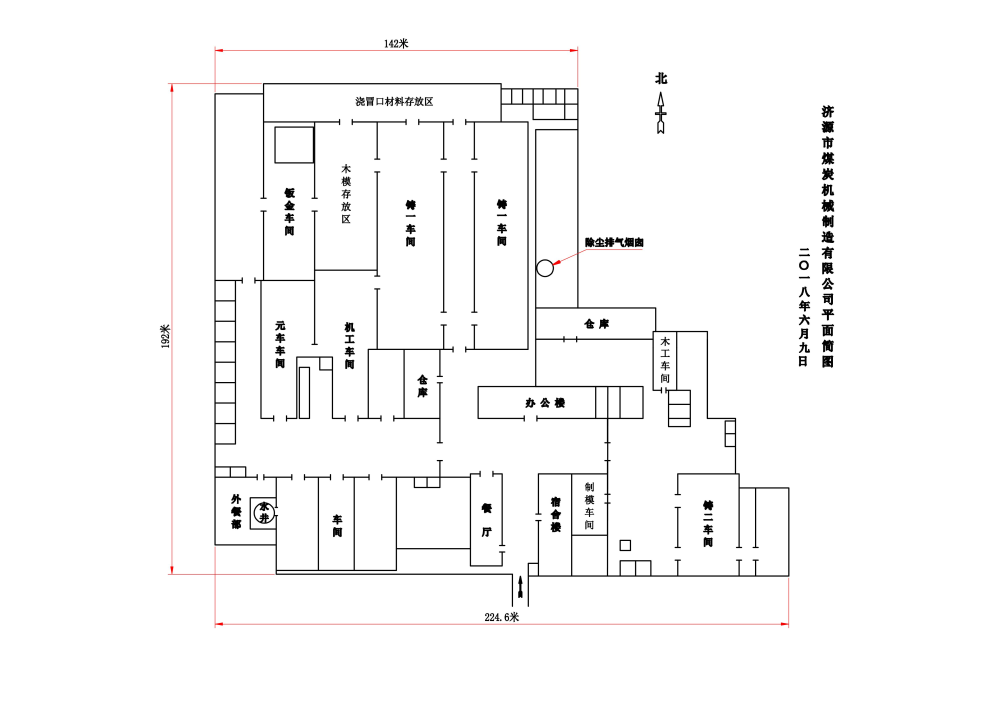 142米
北
浇冒口材料存放区
济源市煤炭机械制造有限公司平面简图
二〇一八年六月九日
木模存放区
钣金车间
铸一车间
铸一车间
除尘排气烟囱
192米
元车车间
机工车间
仓库
木工车间
仓库
办公楼
外餐部
水井
车间
餐厅
宿舍楼
制模车间
铸二车间
224.6米